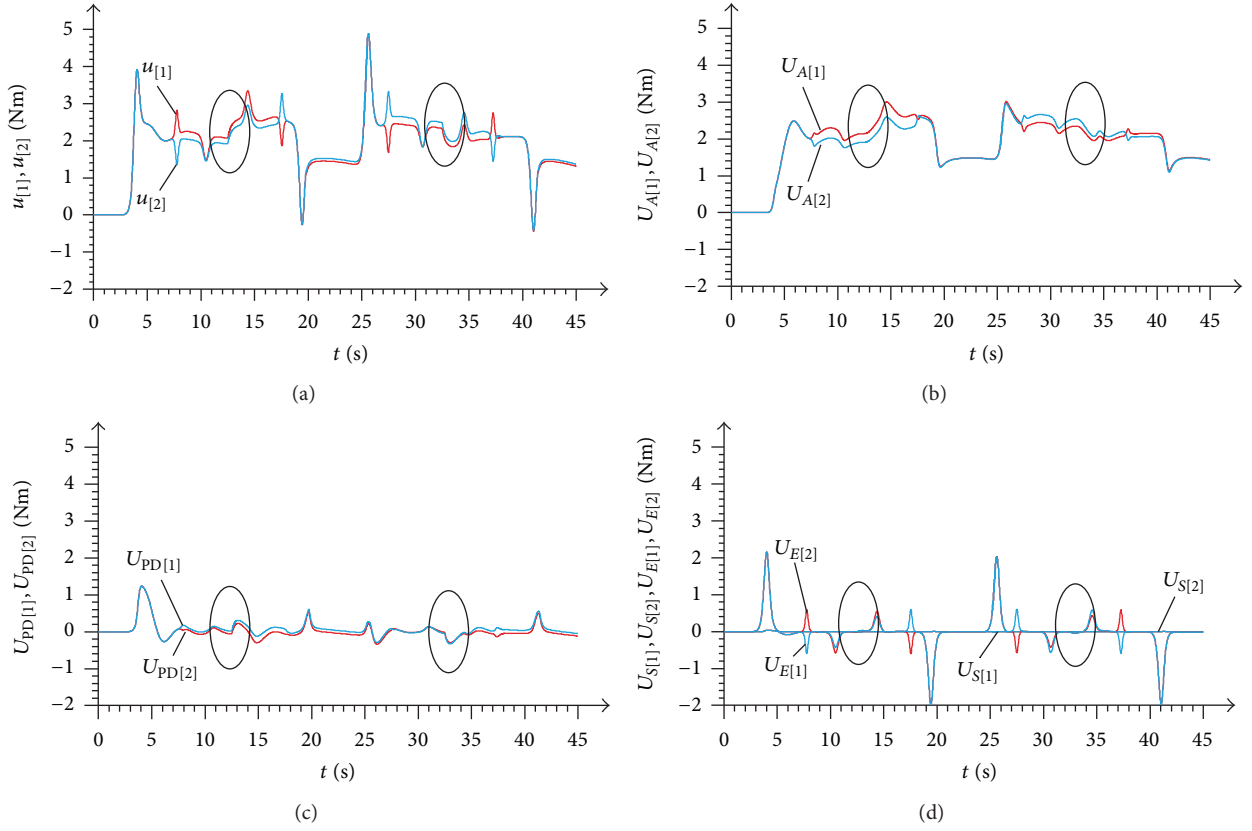 5
4
3
2
1
0
−1
−2
u[1], u[2] (Nm)
u[1]
u[2]
0 5 10 15 20 25 30 35 40 45
t (s)
(a)
5
4
3
2
1
0
−1
−2
UA[1], UA[2] (Nm)
UA[1]
UA[2]
0 5 10 15 20 25 30 35 40 45
t (s)
(b)
5
4
3
2
1
0
−1
−2
UPD[1], UPD[2] (Nm)
UPD[1]
UPD[2]
0 5 10 15 20 25 30 35 40 45
t (s)
(c)
5
4
3
2
1
0
−1
−2
US[1], US[2], UE[1], UE[2] (Nm)
UE[2]
US[2]
UE[1]
US[1]
0 5 10 15 20 25 30 35 40 45
t (s)
(d)